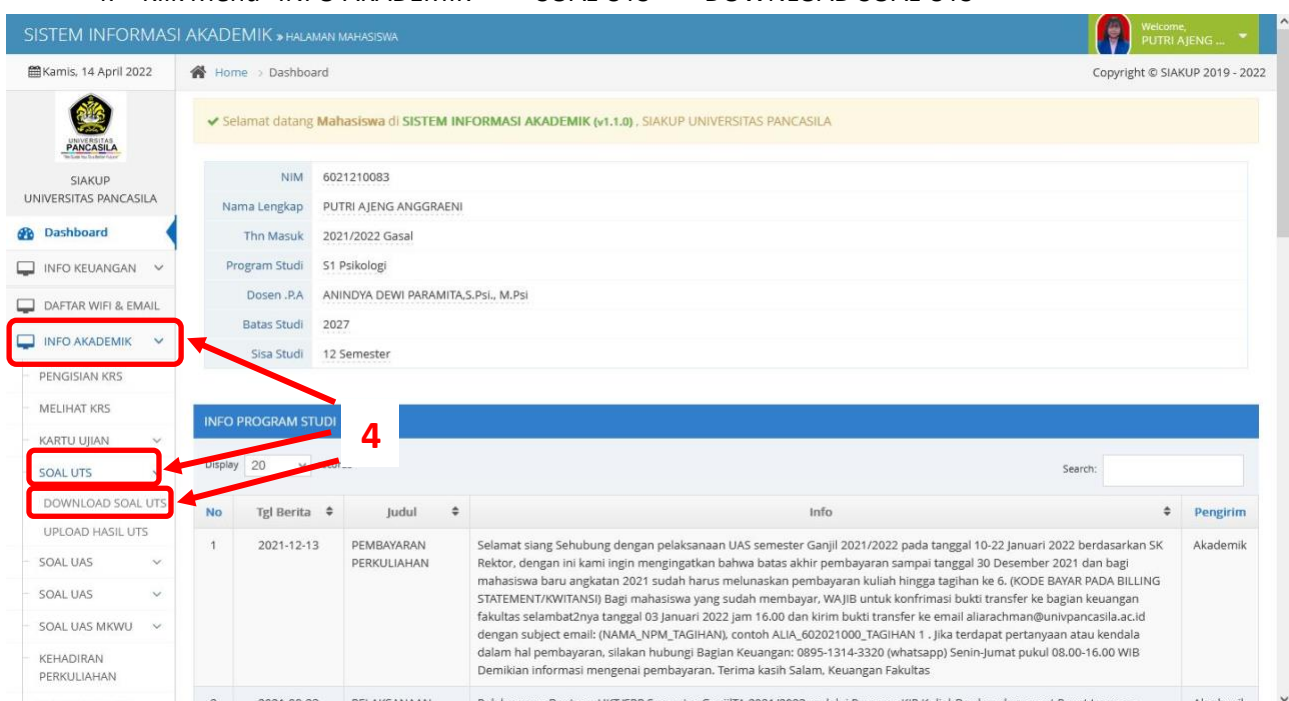 SISTEM INFORMASI AKADEMIK » HALAMAN MAHASISWA
Welcome,
PUTRI AJENG ...
Kamis, 14 April 2022
Home > Dashboard
Copyright © SIAKUP 2019 - 2022
UNIVERSITAS
PANCASILA
SIAKUP
UNIVERSITAS PANCASILA
Dashboard
INFO KEUANGAN
DAFTAR WIFI & EMAIL
INFO AKADEMIK
PENGISIAN KRS
MELIHAT KRS
KARTU UJIAN
SOAL UTS
DOWNLOAD SOAL UTS
UPLOAD HASIL UTS
SOAL UAS
SOAL UAS
SOAL UAS MKWU
KEHADIRAN
PERKULIAHAN
Selamat datang Mahasiswa di SISTEM INFORMASI AKADEMIK (v1.1.0) , SIAKUP UNIVERSITAS PANCASILA
NIM 6021210083
Nama Lengkap PUTRI AJENG ANGGRAENI
Thn Masuk 2021/2022 Gasal
Program Studi S1 Psikologi
Dosen .P.A ANINDYA DEWI PARAMITA,S.Psi., M.Psi
Batas Studi 2027
Sisa Studi 12 Semester
INFO PROGRAM STUDI
4
Display 20
Search:
No Tgl Berita Judul Info Pengirim
1 2021-12-13 PEMBAYARAN PERKULIAHAN Selamat siang Sehubung dengan pelaksanaan UAS semester Ganjil 2021/2022 pada tanggal 10-22 Januari 2022 berdasarkan SK Akademik
Rektor, dengan ini kami ingin mengingatkan bahwa batas akhir pembayaran sampai tanggal 30 Desember 2021 dan bagi
mahasiswa baru angkatan 2021 sudah harus melunaskan pembayaran kuliah hingga tagihan ke 6. (KODE BAYAR PADA BILLING
STATEMENT/KWITANSI) Bagi mahasiswa yang sudah membayar, WAJIB untuk konfrimasi bukti transfer ke bagian keuangan
fakultas selambat2nya tanggal 03 Januari 2022 jam 16.00 dan kirim bukti transfer ke email aliarachman@univpancasila.ac.id
dengan subject email: (NAMA_NPM_TAGIHAN), contoh ALIA_602021000_TAGIHAN 1 . Jika terdapat pertanyaan atau kendala
dalam hal pembayaran, silakan hubungi Bagian Keuangan: 0895-1314-3320 (whatsapp) Senin-Jumat pukul 08.00-16.00 WIB
Demikian informasi mengenai pembayaran. Terima kasih Salam, Keuangan Fakultas